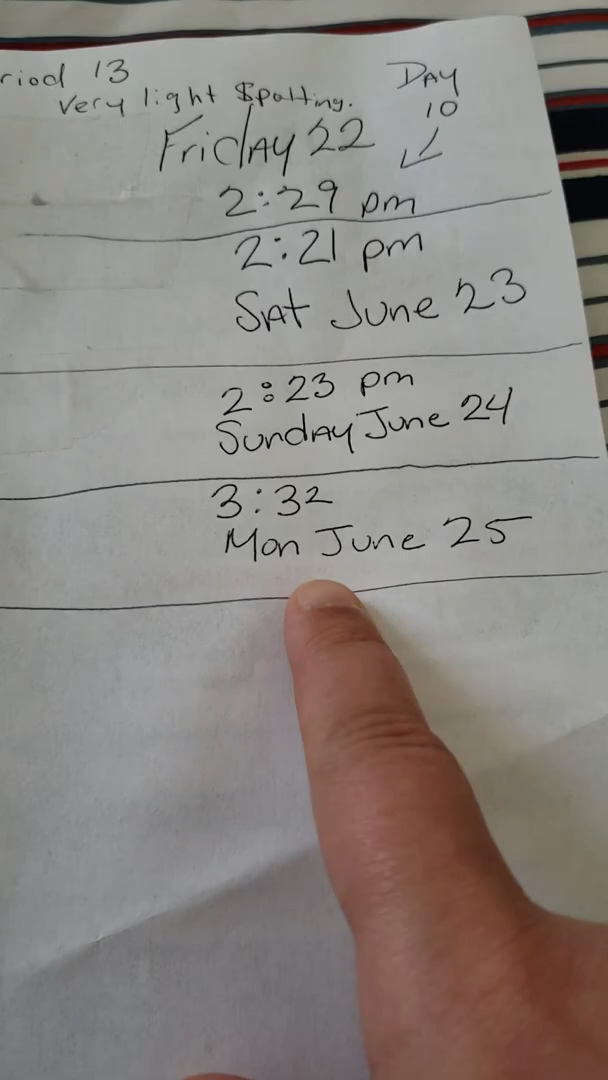 riod 13
Very light Spotting.
DAY
10
Friday 22
2:29 pm
2:21 pm
SAt June 23
2:23 pm
Sunday June 24
3:32
Mon June 25